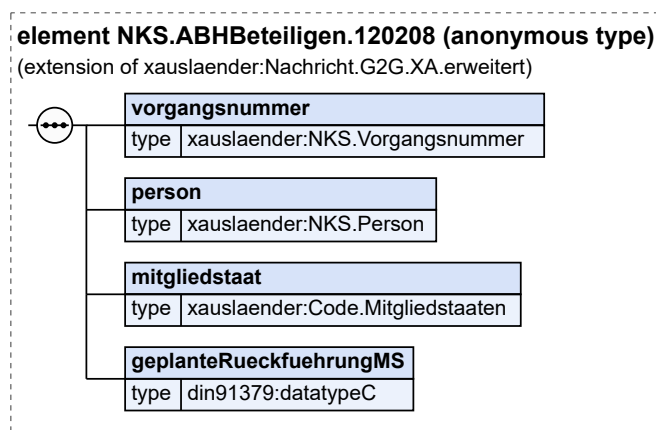 element NKS.ABHBeteiligen.120208 (anonymous type)
(extension of xauslaender:Nachricht.G2G.XA.erweitert)
vorgangsnummer
type xauslaender:NKS.Vorgangsnummer
person
type xauslaender:NKS.Person
mitgliedstaat
type xauslaender:Code.Mitgliedstaaten
geplanteRueckfuehrungMS
type din91379:datatypeC